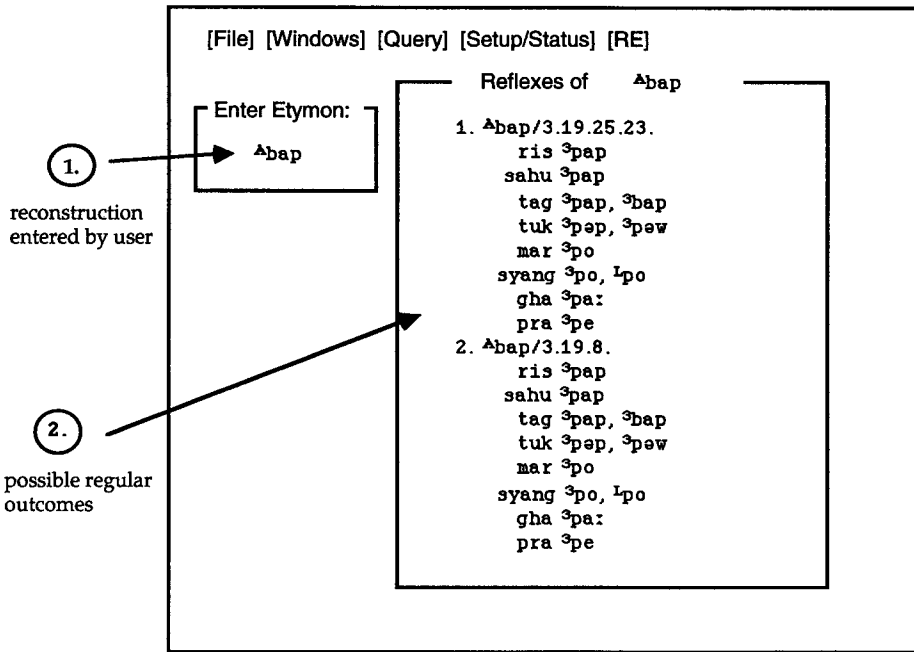 [File] [Windows] [Query] [Setup/Status] [RE]
Reflexes of ᴬbap
Enter Etymon:
ᴬbap
1.
reconstruction
entered by user
1. ᴬbap/3.19.25.23.
ris ³pap
sahu ³pap
tag ³pap, ³bap
tuk ³pəp, ³pəw
mar ³po
syang ³po, ᴸpo
gha ³paː
pra ³pe
2. ᴬbap/3.19.8.
ris ³pap
sahu ³pap
tag ³pap, ³bap
tuk ³pəp, ³pəw
mar ³po
syang ³po, ᴸpo
gha ³paː
pra ³pe
2.
possible regular
outcomes